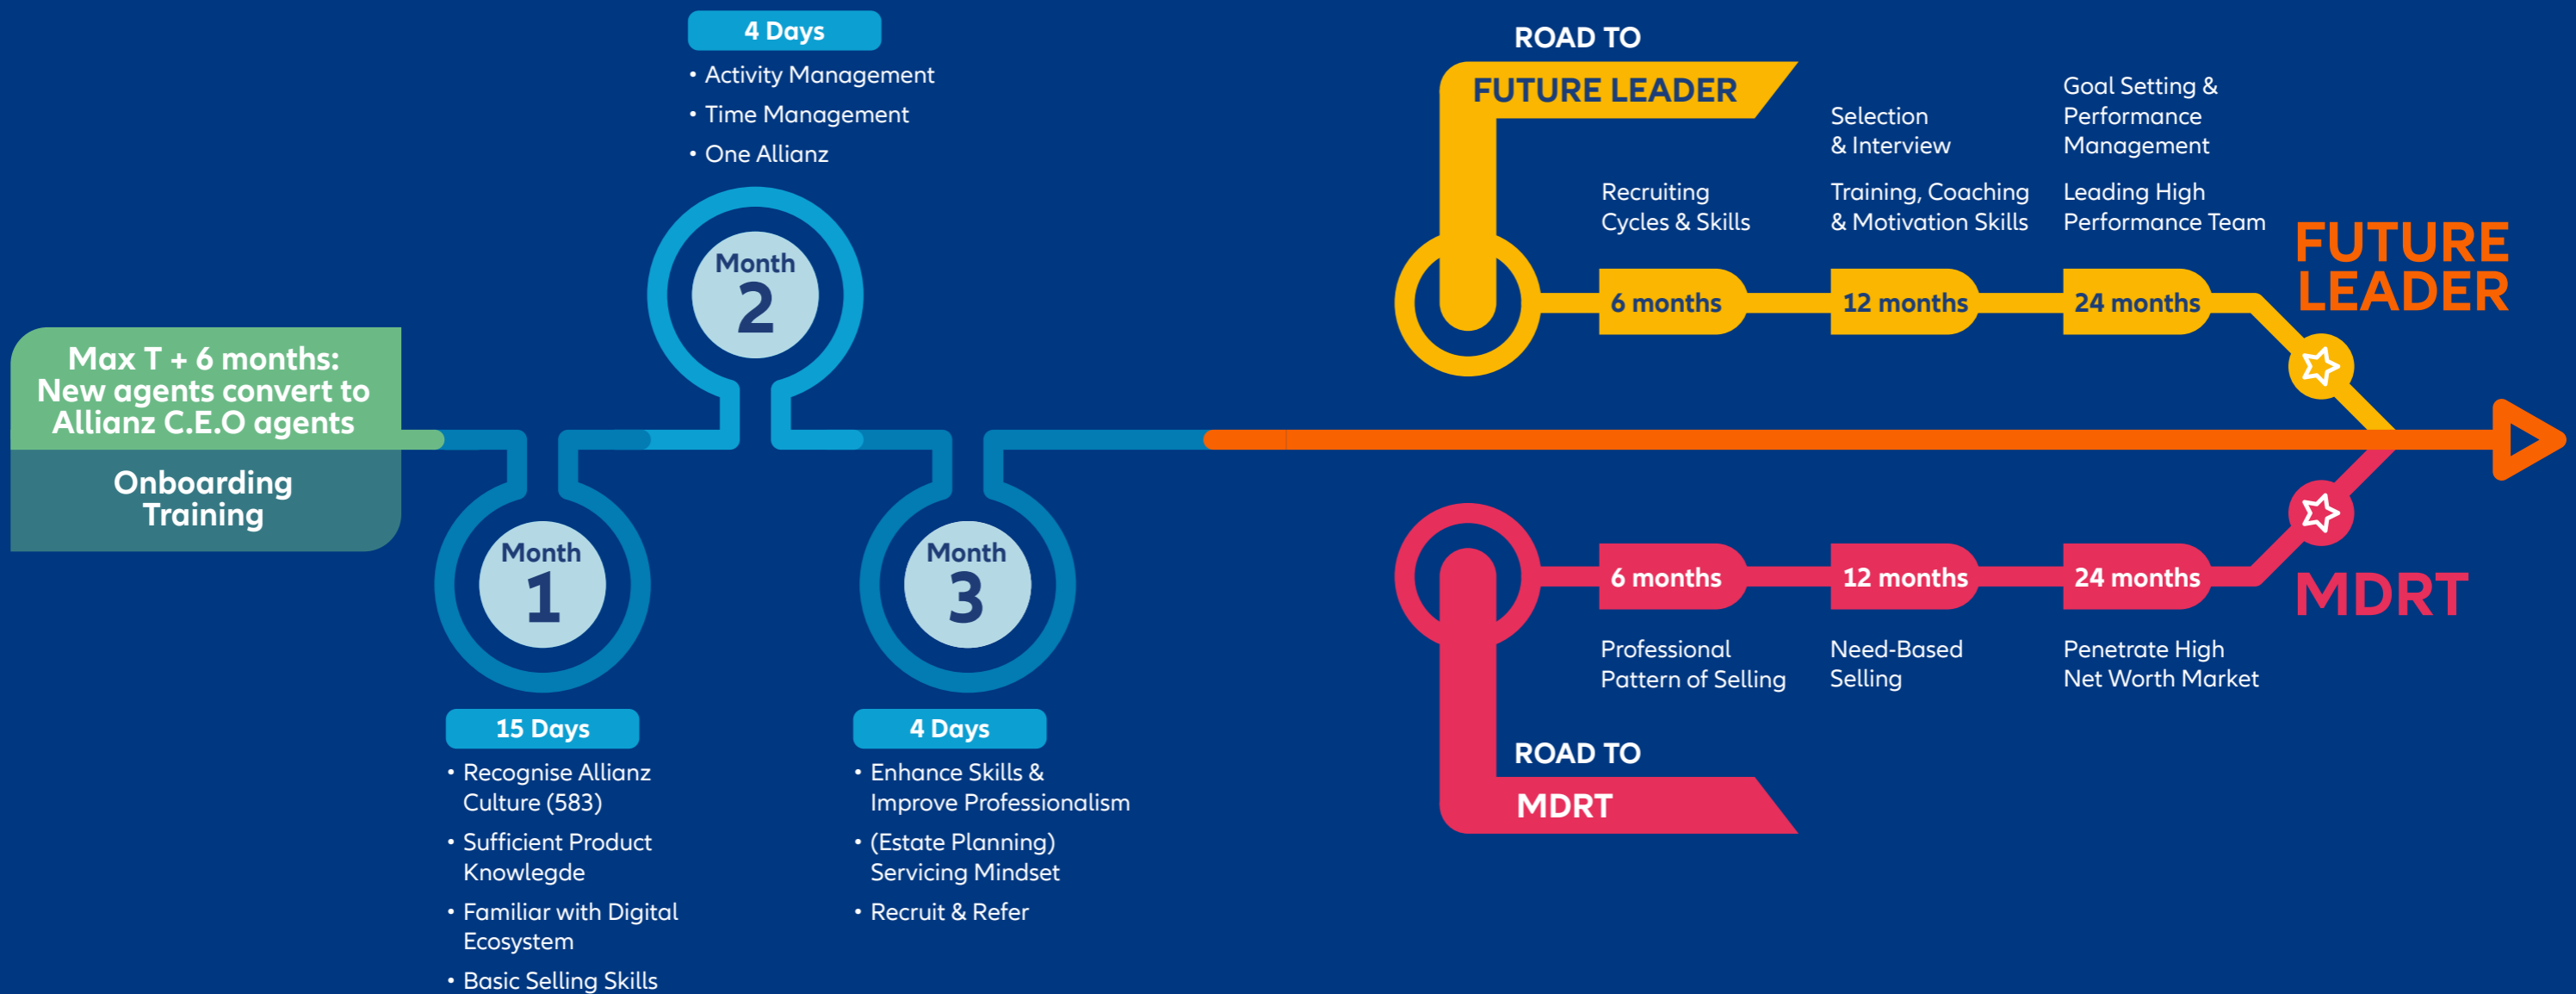 Max T + 6 months:
New agents convert to
Allianz C.E.O agents
Onboarding
Training
Month
1
15 Days
• Recognise Allianz
Culture (583)
• Sufficient Product
Knowlegde
• Familiar with Digital
Ecosystem
• Basic Selling Skills
4 Days
• Activity Management
• Time Management
• One Allianz
Month
2
Month
3
4 Days
• Enhance Skills &
Improve Professionalism
• (Estate Planning)
Servicing Mindset
• Recruit & Refer
ROAD TO
FUTURE LEADER
Recruiting
Cycles & Skills
6 months
Selection
& Interview
Training, Coaching
& Motivation Skills
12 months
Goal Setting &
Performance
Management
Leading High
Performance Team
24 months
FUTURE
LEADER
6 months
Professional
Pattern of Selling
12 months
Need-Based
Selling
24 months
Penetrate High
Net Worth Market
MDRT
ROAD TO
MDRT